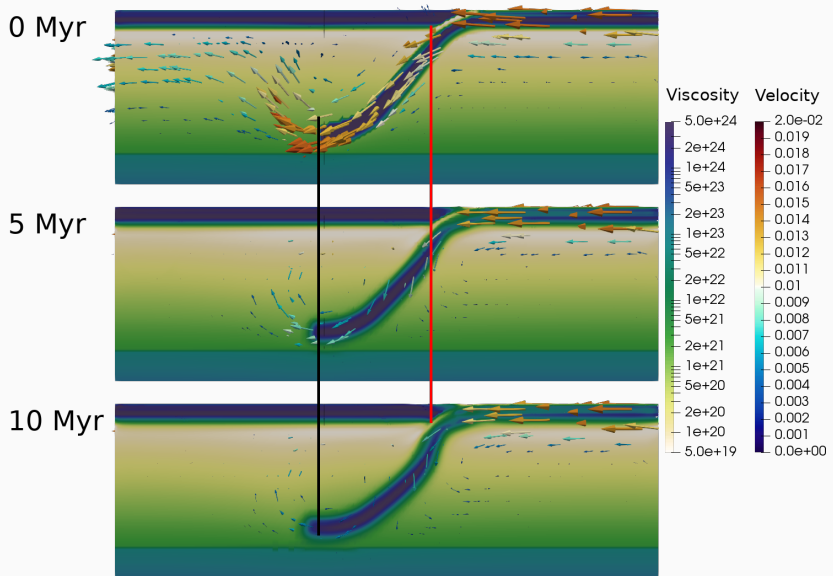 0 Myr
5 Myr
10 Myr
Viscosity
5.0e+24
2e+24
1e+24
5e+23
2e+23
1e+23
5e+22
2e+22
1e+22
5e+21
2e+21
1e+21
5e+20
2e+20
1e+20
5.0e+19
Velocity
2.0e-02
0.019
0.018
0.017
0.016
0.015
0.014
0.013
0.012
0.011
0.01
0.009
0.008
0.007
0.006
0.005
0.004
0.003
0.002
0.001
0.0e+00